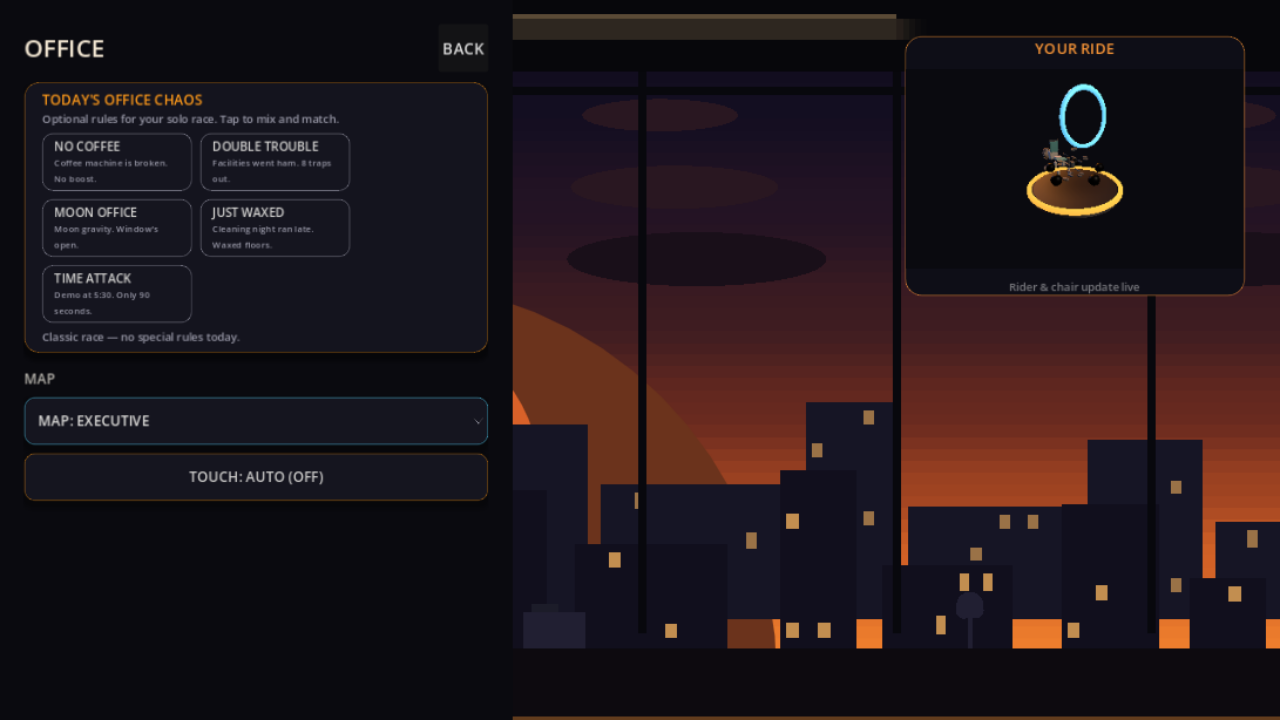 OFFICE
BACK
TODAY'S OFFICE CHAOS
Optional rules for your solo race. Tap to mix and match.
NO COFFEE
Coffee machine is broken.
No boost.
DOUBLE TROUBLE
Facilities went ham. 8 traps
out.
MOON OFFICE
Moon gravity. Window's
open.
JUST WAXED
Cleaning night ran late.
Waxed floors.
TIME ATTACK
Demo at 5:30. Only 90
seconds.
Classic race — no special rules today.
MAP
MAP: EXECUTIVE
TOUCH: AUTO (OFF)
YOUR RIDE
Rider & chair update live